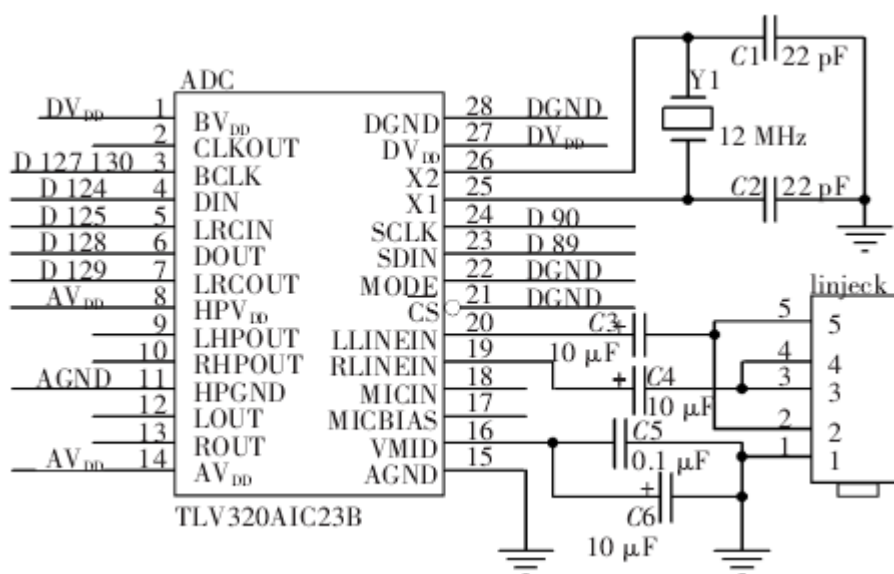 ADC
DV_DD 1 BV_DD DGND 28 DGND
2 CLKOUT DV_DD 27 DV_DD
D 127 130 3 BCLK X2 26
D 124 4 DIN X1 25
D 125 5 LRCIN SCLK 24 D 90
D 128 6 DOUT SDIN 23 D 89
D 129 7 LRCOUT MODE 22 DGND
AV_DD 8 HPV_DD CS 21 DGND
9 LHPOUT LLINEIN 20
10 RHPOUT RLINEIN 19
AGND 11 HPGND MICIN 18
12 LOUT MICBIAS 17
13 ROUT VMID 16
AV_DD 14 AV_DD AGND 15
TLV320AIC23B
C1 22 pF
Y1
12 MHz
C2 22 pF
C3 +
10 μF
+ C4
10 μF
C5
0.1 μF
+
C6
10 μF
linjeck
5 5
4 4
3 3
2 2
1 1